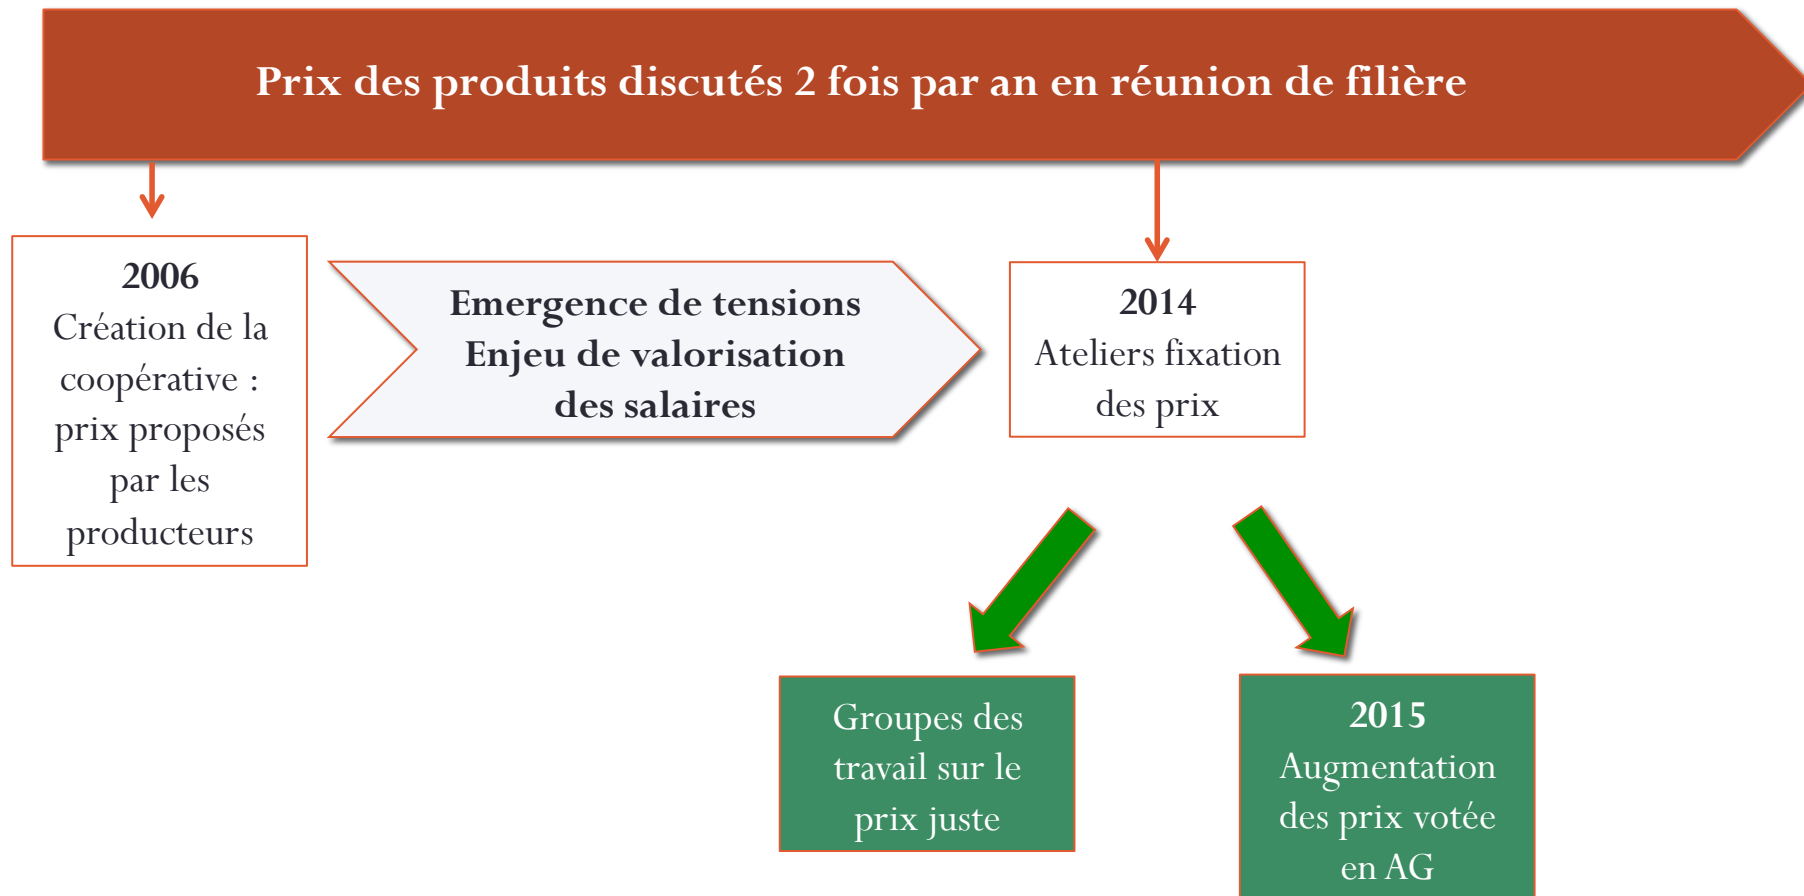 Prix des produits discutés 2 fois par an en réunion de filière
2006
Création de la
coopérative :
prix proposés
par les
producteurs
Emergence de tensions
Enjeu de valorisation
des salaires
2014
Ateliers fixation
des prix
Groupes des
travail sur le
prix juste
2015
Augmentation
des prix votée
en AG